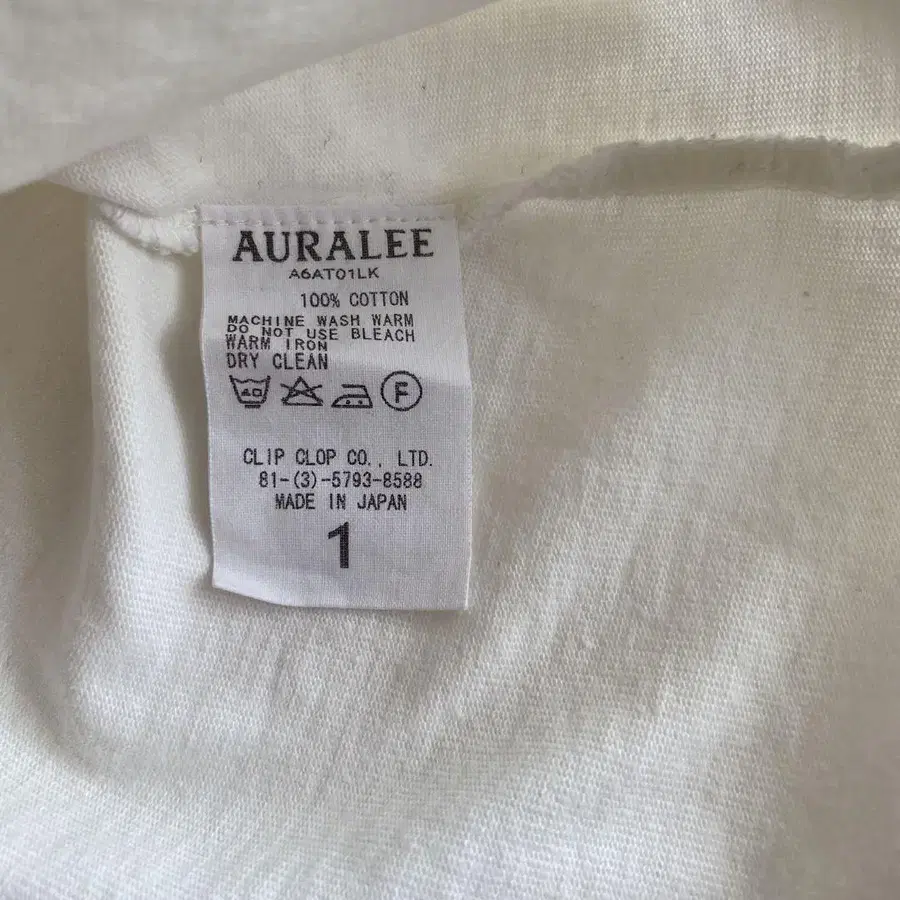 AURALEE
A6AT01LK
100% COTTON
MACHINE WASH WARM
DO NOT USE BLEACH
WARM IRON
DRY CLEAN
40 F
CLIP CLOP CO., LTD.
81-(3)-5793-8588
MADE IN JAPAN
1